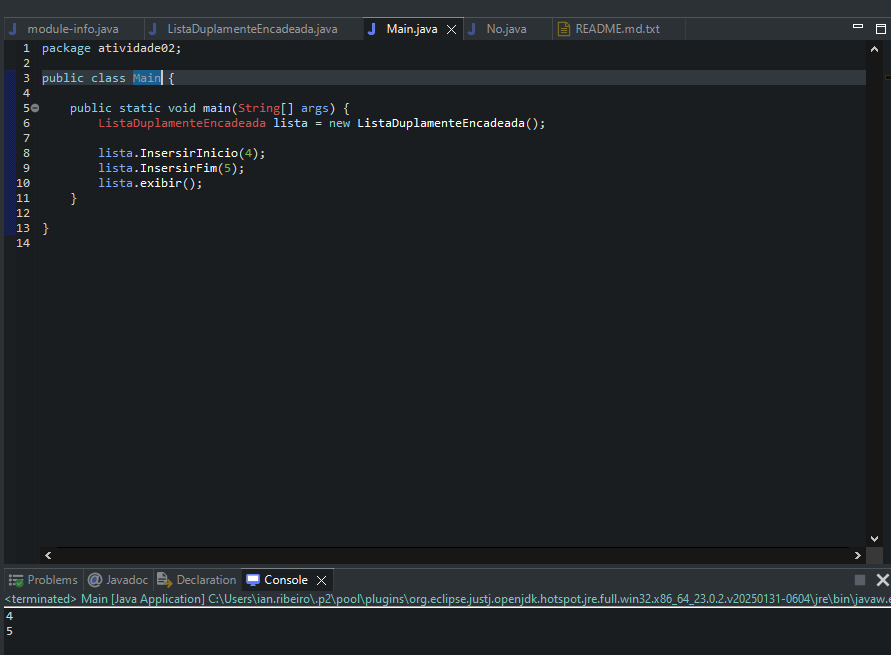 module-info.java ListaDuplamenteEncadeada.java Main.java No.java README.md.txt
1 package atividade02;
2
3 public class Main {
4
5 public static void main(String[] args) {
6 ListaDuplamenteEncadeada lista = new ListaDuplamenteEncadeada();
7
8 lista.InsersirInicio(4);
9 lista.InsersirFim(5);
10 lista.exibir();
11 }
12
13 }
14
Problems Javadoc Declaration Console
<terminated> Main [Java Application] C:\Users\ian.ribeiro\.p2\pool\plugins\org.eclipse.justj.openjdk.hotspot.jre.full.win32.x86_64_23.0.2.v20250131-0604\jre\bin\javaw.e
4
5